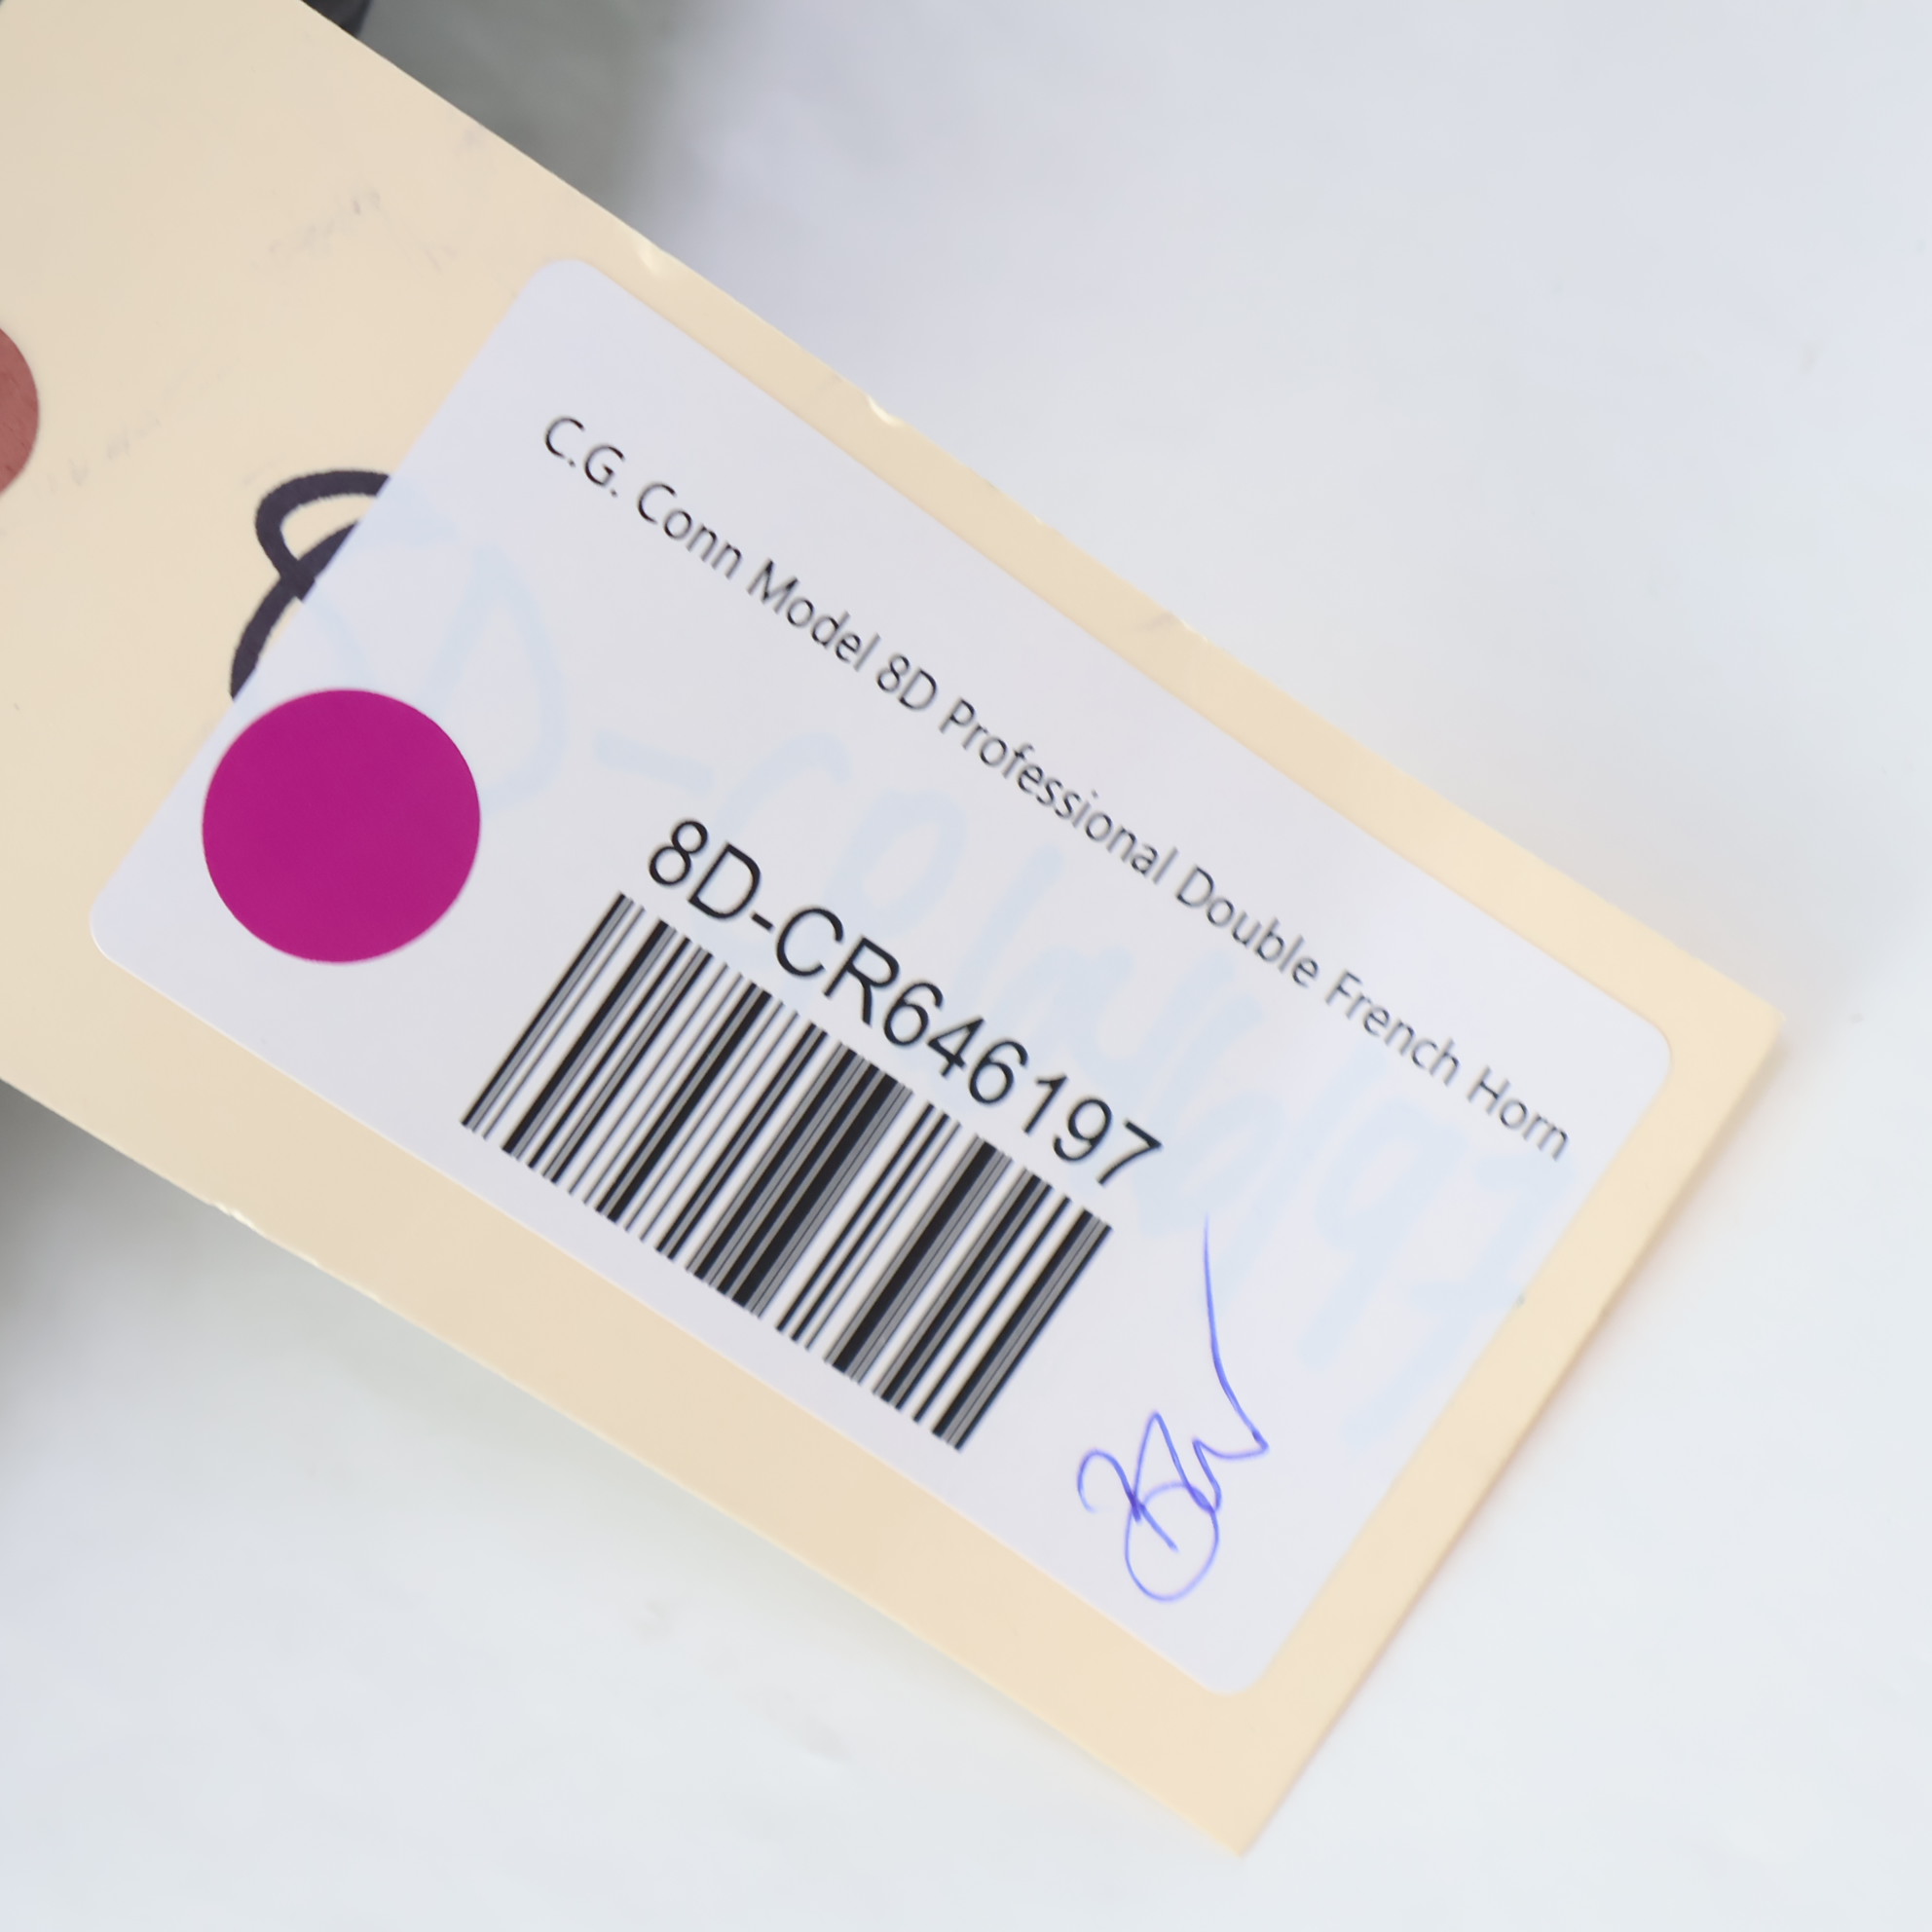 C.G. Conn Model 8D Professional Double French Horn
8D-CR646197